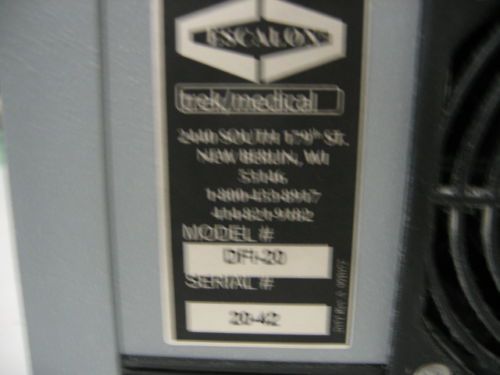 ESCALON
trek/medical
2440 SOUTH 179th ST.
NEW BERLIN, WI
53146
1-800-433-8197
MODEL #
DFI-20
SERIAL #
20-42